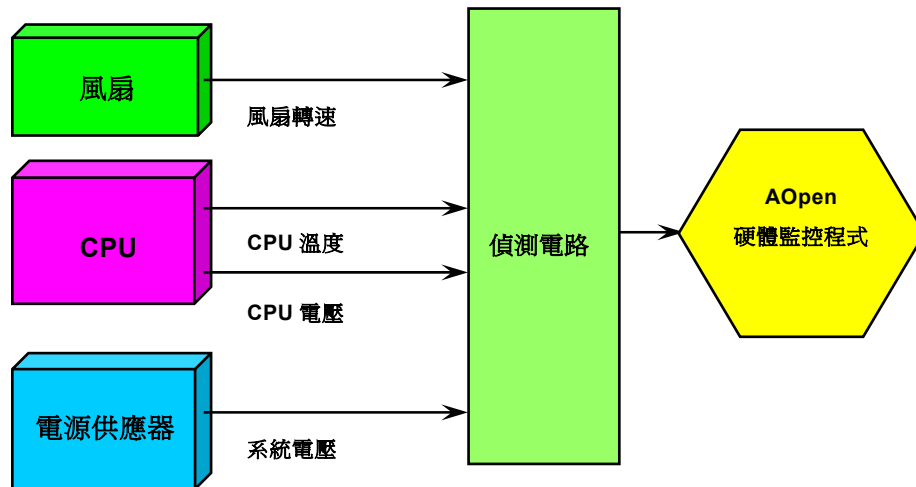 風扇
風扇轉速
CPU
CPU 溫度
CPU 電壓
電源供應器
系統電壓
偵測電路
AOpen
硬體監控程式